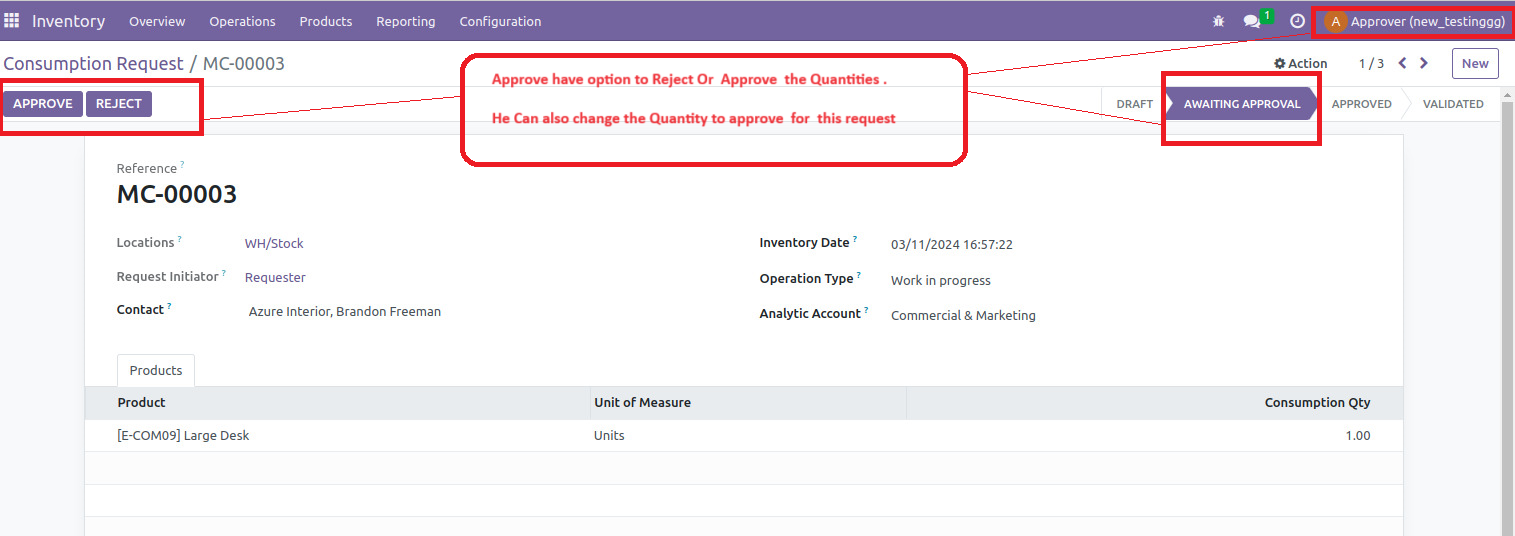 Inventory Overview Operations Products Reporting Configuration 1 A Approver (new_testinggg)
Consumption Request / MC-00003 Action 1 / 3 New
APPROVE REJECT DRAFT AWAITING APPROVAL APPROVED VALIDATED
Approve have option to Reject Or Approve the Quantities .
He Can also change the Quantity to approve for this request
Reference ?
MC-00003
Locations ? WH/Stock Inventory Date ? 03/11/2024 16:57:22
Request Initiator ? Requester Operation Type ? Work in progress
Contact ? Azure Interior, Brandon Freeman Analytic Account ? Commercial & Marketing
Products
Product Unit of Measure Consumption Qty
[E-COM09] Large Desk Units 1.00